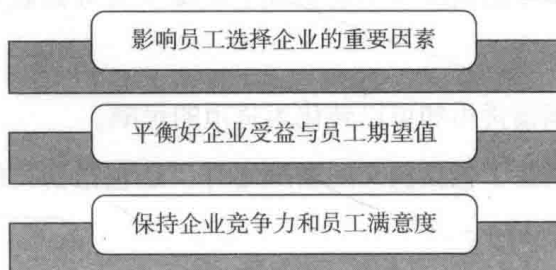 影响员工选择企业的重要因素
平衡好企业受益与员工期望值
保持企业竞争力和员工满意度